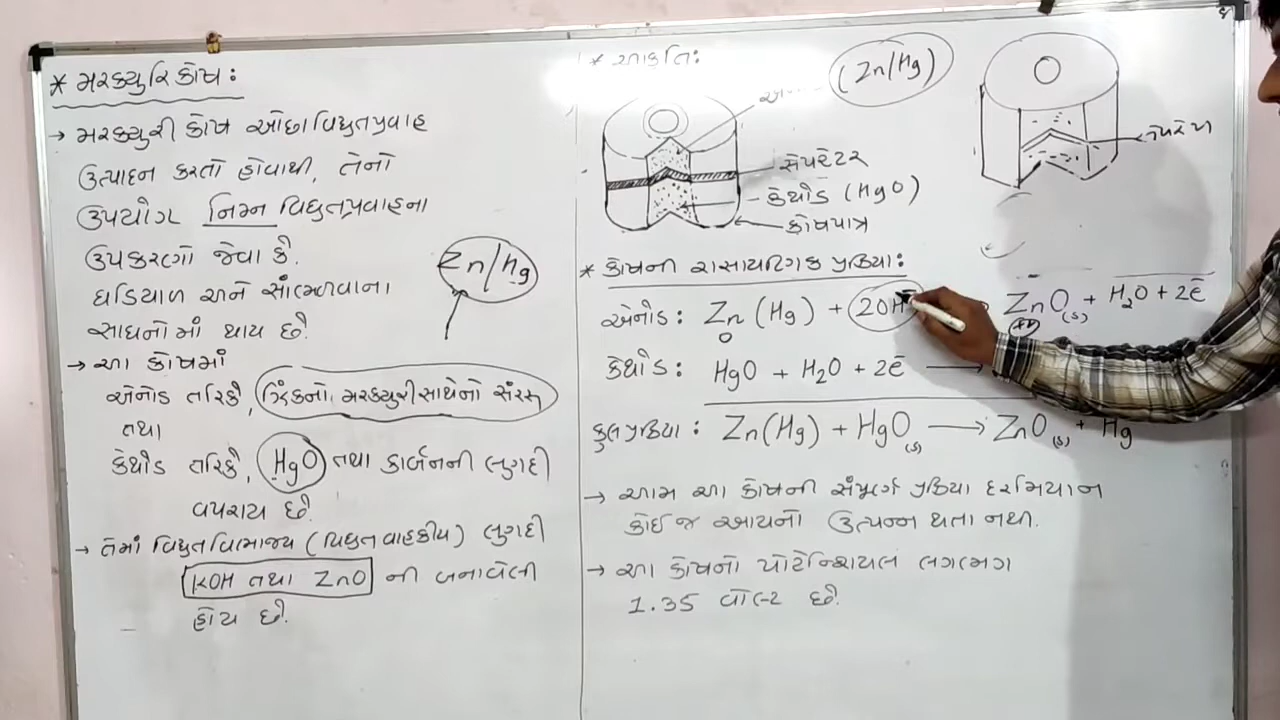 * મરક્યુરિ કોષ :
→ મરક્યુરી કોષ ઓછા વિદ્યુતપ્રવાહ
ઉત્પાદન કરતો હોવાથી, તેનો
ઉપયોગ નિમ્ન વિદ્યુતપ્રવાહના
ઉપકરણો જેવા કે.
ઘડિયાળ અને સાંભળવાના
સાધનોમાં થાય છે.
Zn/Hg
→ આ કોષમાં
એનોડ તરીકે, ઝિંકનો મરક્યુરી સાથેનો સંરસ
તથા
કેથોડ તરિકે, HgO તથા કાર્બનની લુગદી
વપરાય છે.
→ તેમાં વિદ્યુતવિભાજ્ય (વિદ્યુતવાહકીય) લુગદી
KOH તથા ZnO ની બનાવેલી
હોય છે.
* આકૃતિ:
(Zn/Hg)
સેપરેટર
કેથોડ (HgO)
કોષપાત્ર
* કોષની રાસાયણિક પ્રક્રિયા :
એનોડ : Zn (Hg) + 2OH ZnO(s) + H2O + 2e̅
0
કેથોડ : HgO + H2O + 2e̅ →
કુલ પ્રક્રિયા : Zn(Hg) + HgO(s) → ZnO(s) + Hg
→ આમ આ કોષની સંપૂર્ણ પ્રક્રિયા દરમિયાન
કોઈ જ આયનો ઉત્પન્ન થતા નથી.
→ આ કોષનો પોટેન્શિયલ લગભગ
1.35 વોલ્ટ છે.